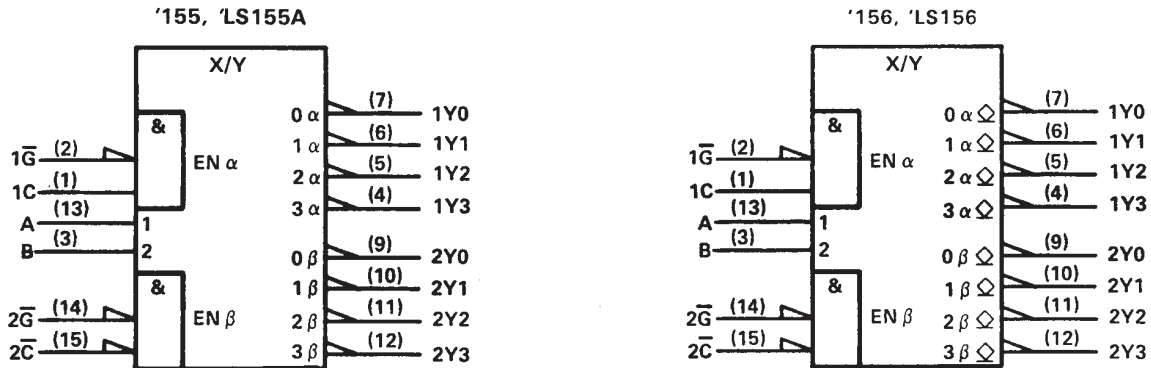 '155, 'LS155A
X/Y
&
EN α
1G̅ (2)
1C (1)
A (13) 1
B (3) 2
&
EN β
2G̅ (14)
2C̅ (15)
0 α (7) 1Y0
1 α (6) 1Y1
2 α (5) 1Y2
3 α (4) 1Y3
0 β (9) 2Y0
1 β (10) 2Y1
2 β (11) 2Y2
3 β (12) 2Y3
'156, 'LS156
X/Y
&
EN α
1G̅ (2)
1C (1)
A (13) 1
B (3) 2
&
EN β
2G̅ (14)
2C̅ (15)
0 α ◇ (7) 1Y0
1 α ◇ (6) 1Y1
2 α ◇ (5) 1Y2
3 α ◇ (4) 1Y3
0 β ◇ (9) 2Y0
1 β ◇ (10) 2Y1
2 β ◇ (11) 2Y2
3 β ◇ (12) 2Y3